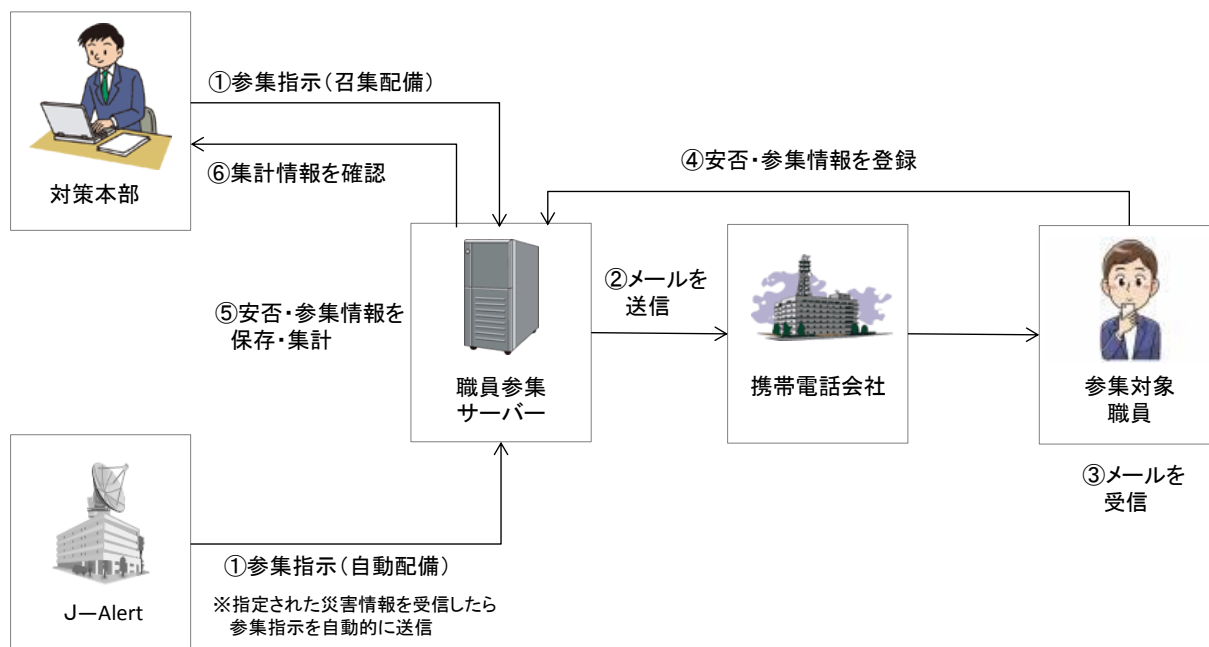 ①参集指示（召集配備）
⑥集計情報を確認
対策本部
④安否・参集情報を登録
②メールを
送信
⑤安否・参集情報を
保存・集計
職員参集
サーバー
携帯電話会社
参集対象
職員
③メールを
受信
①参集指示（自動配備）
※指定された災害情報を受信したら
参集指示を自動的に送信
J－Alert